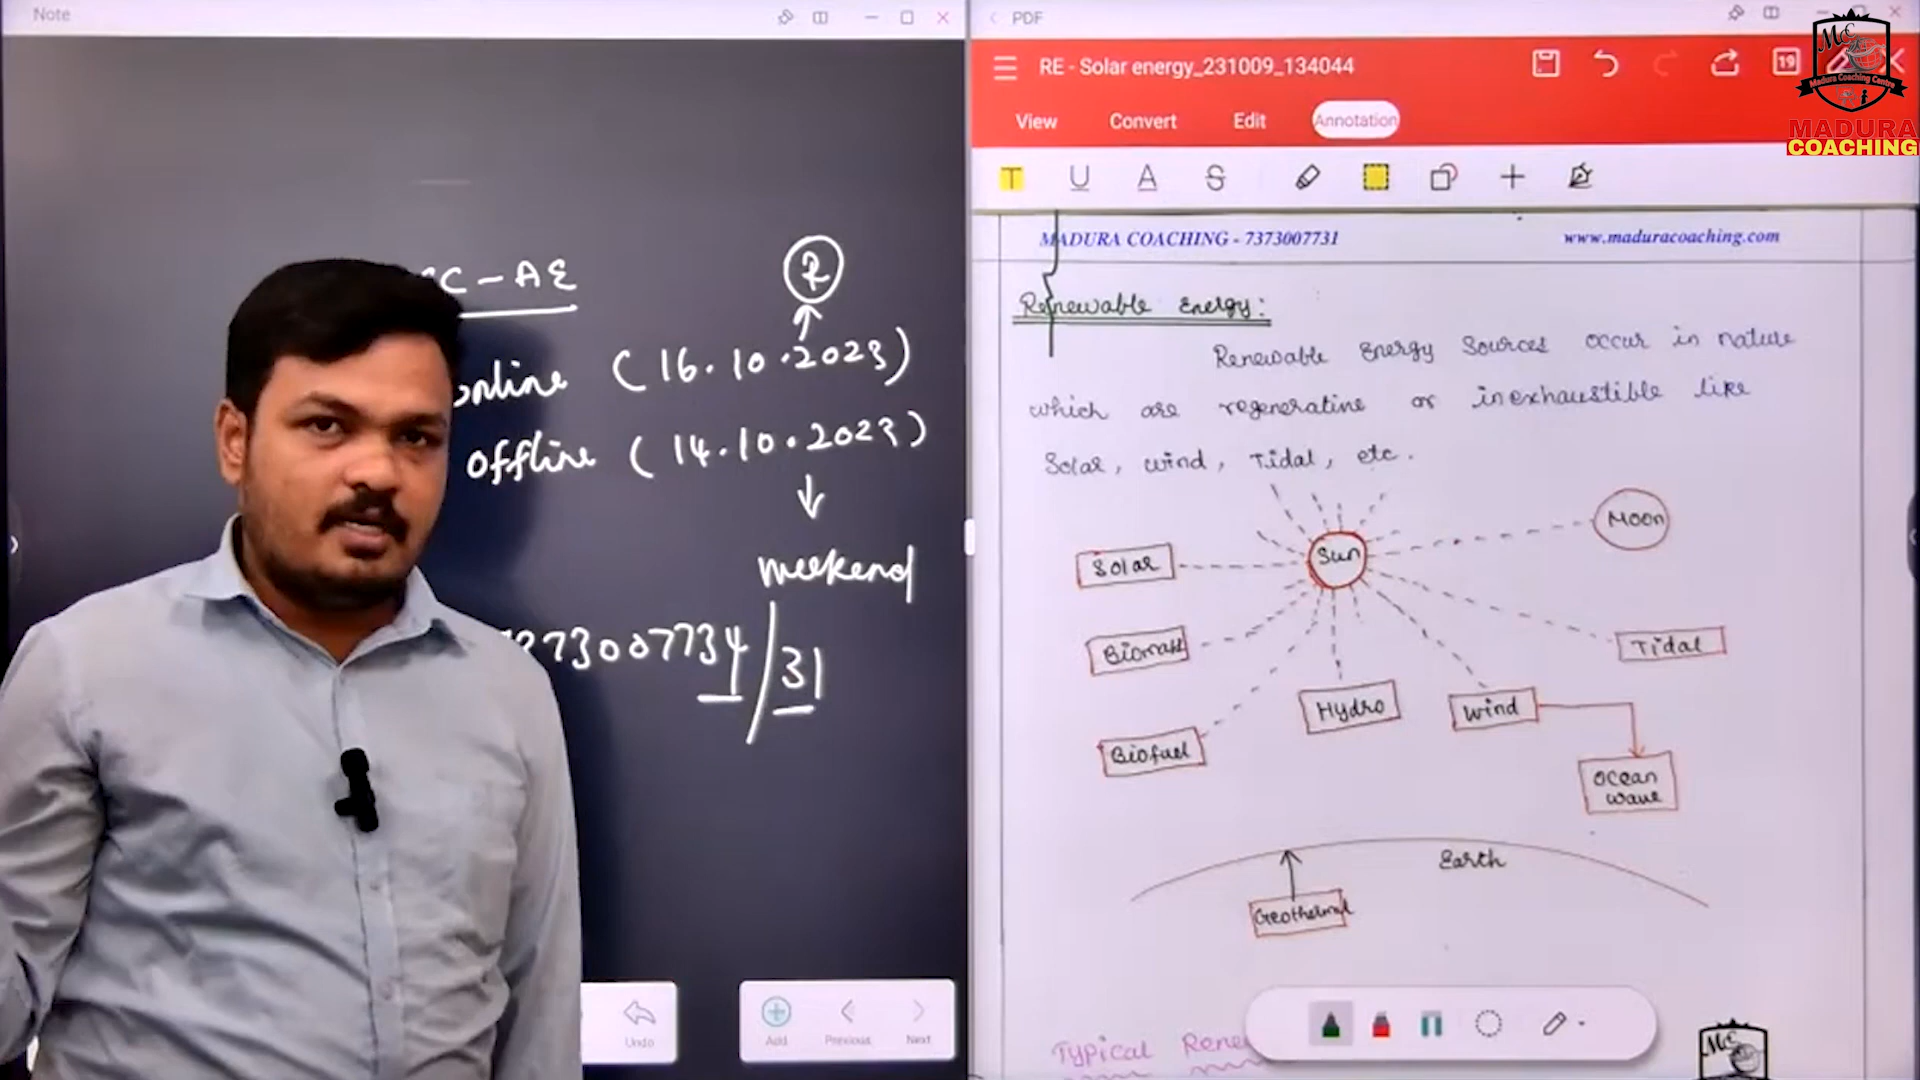 Note
C - AE
R
online (16.10.2023)
offline (14.10.2023)
weekend
7373007734 / 31
Undo
Add
Previous
Next
PDF
RE - Solar energy_231009_134044
19
View
Convert
Edit
Annotation
MADURA
COACHING
MADURA COACHING - 7373007731
www.maduracoaching.com
Renewable Energy:
Renewable Energy Sources occur in nature
which are regenerative or inexhaustible like
Solar, wind, Tidal, etc.
Sun
Moon
Solar
Biomass
Tidal
Hydro
Wind
Biofuel
Ocean
wave
Earth
Geothermal
Typical Rene